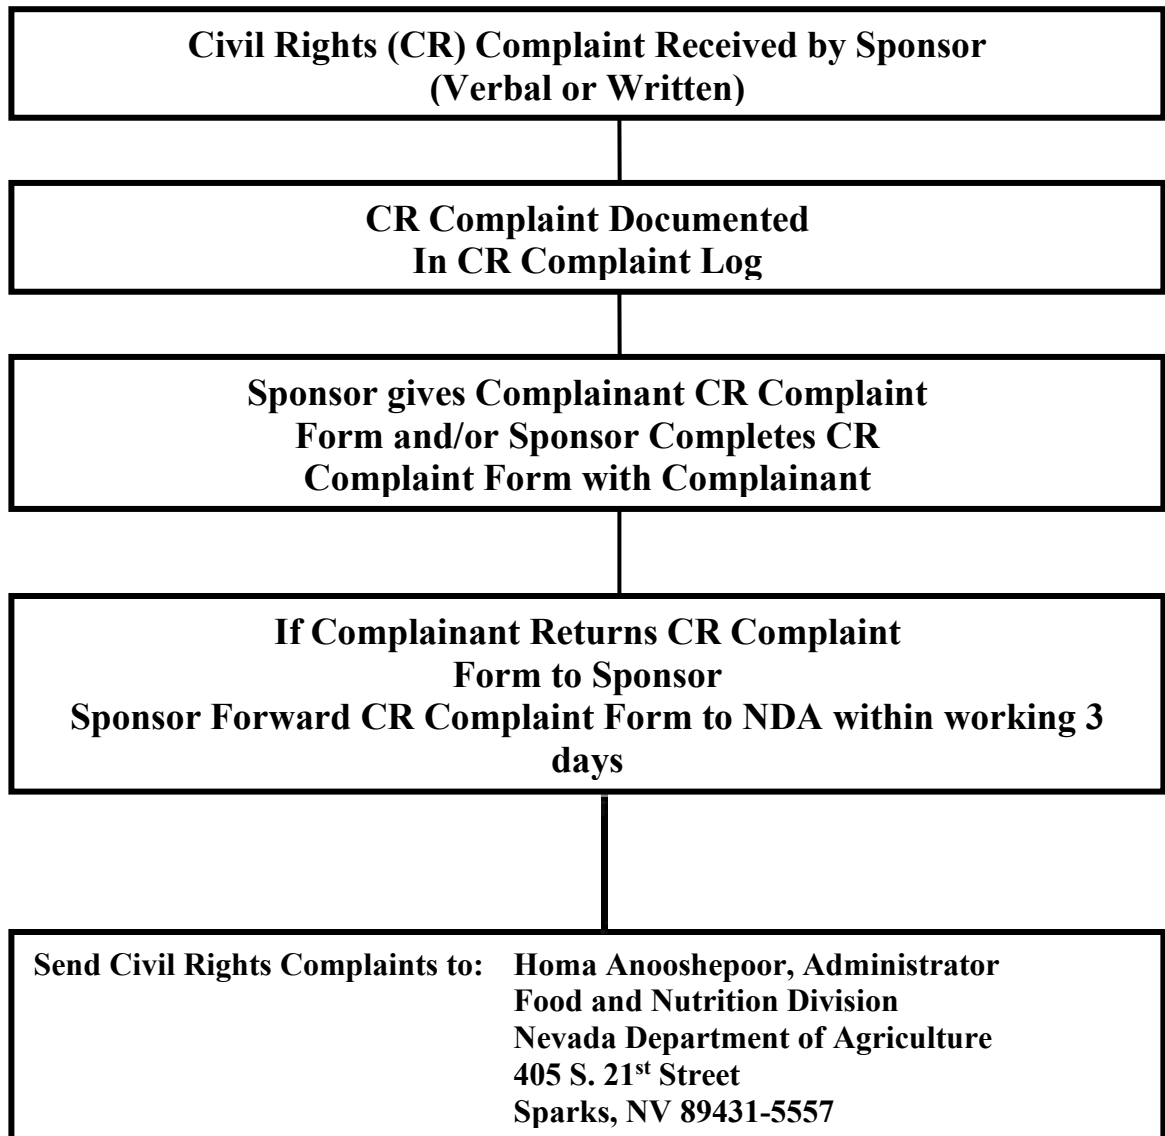 Civil Rights (CR) Complaint Received by Sponsor
(Verbal or Written)
CR Complaint Documented
In CR Complaint Log
Sponsor gives Complainant CR Complaint
Form and/or Sponsor Completes CR
Complaint Form with Complainant
If Complainant Returns CR Complaint
Form to Sponsor
Sponsor Forward CR Complaint Form to NDA within working 3
days
Send Civil Rights Complaints to: Homa Anooshepoor, Administrator
Food and Nutrition Division
Nevada Department of Agriculture
405 S. 21st Street
Sparks, NV 89431-5557